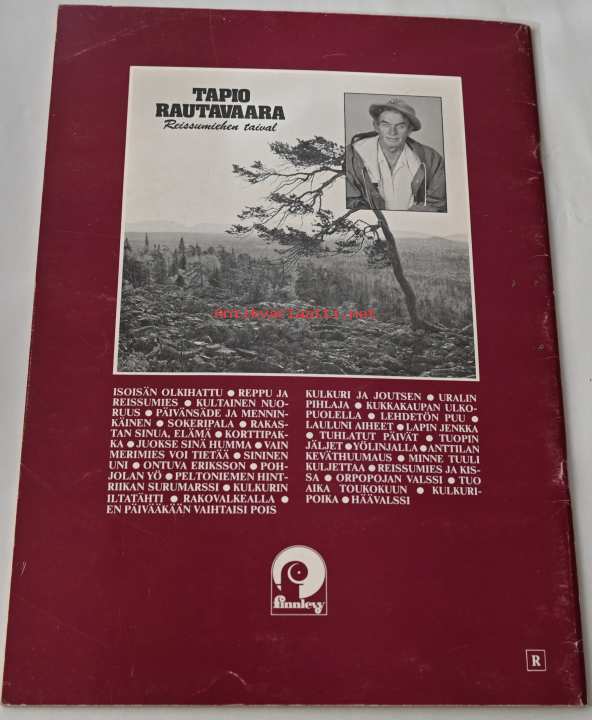 TAPIO
RAUTAVAARA
Reissumiehen taival
antikvariaatit.net
ISOISÄN OLKIHATTU ● REPPU JA
REISSUMIES ● KULTAINEN NUO-
RUUS ● PÄIVÄNSÄDE JA MENNIN-
KÄINEN ● SOKERIPALA ● RAKAS-
TAN SINUA, ELÄMÄ ● KORTTIPAK-
KA ● JUOKSE SINÄ HUMMA ● VAIN
MERIMIES VOI TIETÄÄ ● SININEN
UNI ● ONTUVA ERIKSSON ● POH-
JOLAN YÖ ● PELTONIEMEN HINT-
RIIKAN SURUMARSSI ● KULKURIN
ILTATÄHTI ● RAKOVALKEALLA ●
EN PÄIVÄÄKÄÄN VAIHTAISI POIS
KULKURI JA JOUTSEN ● URALIN
PIHLAJA ● KUKKAKAUPAN ULKO-
PUOLELLA ● LEHDETÖN PUU ●
LAULUNI AIHEET ● LAPIN JENKKA
● TUHLATUT PÄIVÄT ● TUOPIN
JÄLJET ● YÖLINJALLA ● ANTTILAN
KEVÄTHUUMAUS ● MINNE TUULI
KULJETTAA ● REISSUMIES JA KIS-
SA ● ORPOPOJAN VALSSI ● TUO
AIKA TOUKOKUUN ● KULKURI-
POIKA ● HÄÄVALSSI
finnlevy
R